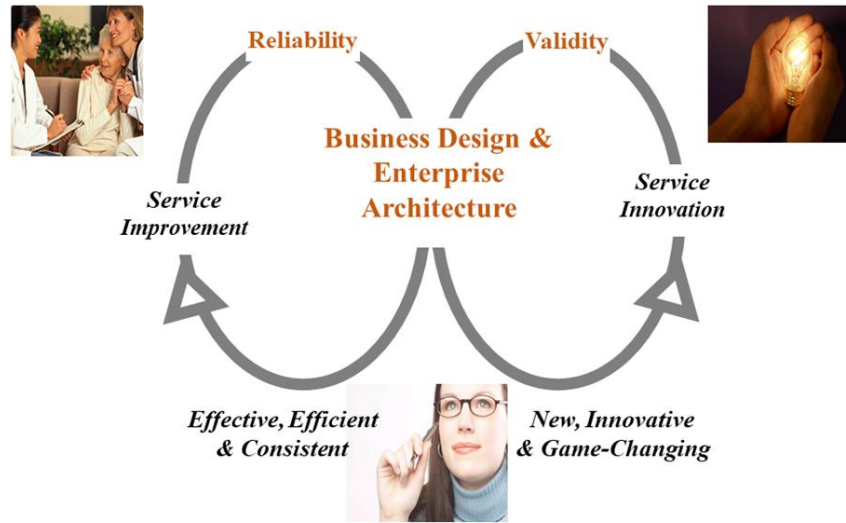 Reliability
Validity
Business Design &
Enterprise
Architecture
Service
Improvement
Service
Innovation
Effective, Efficient
& Consistent
New, Innovative
& Game-Changing